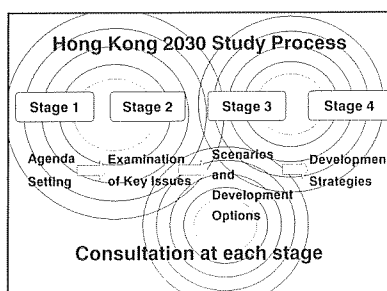 Hong Kong 2030 Study Process
Stage 1 Stage 2 Stage 3 Stage 4
Agenda Setting
Examination of Key Issues
Scenarios and Development Options
Developmen Strategies
Consultation at each stage